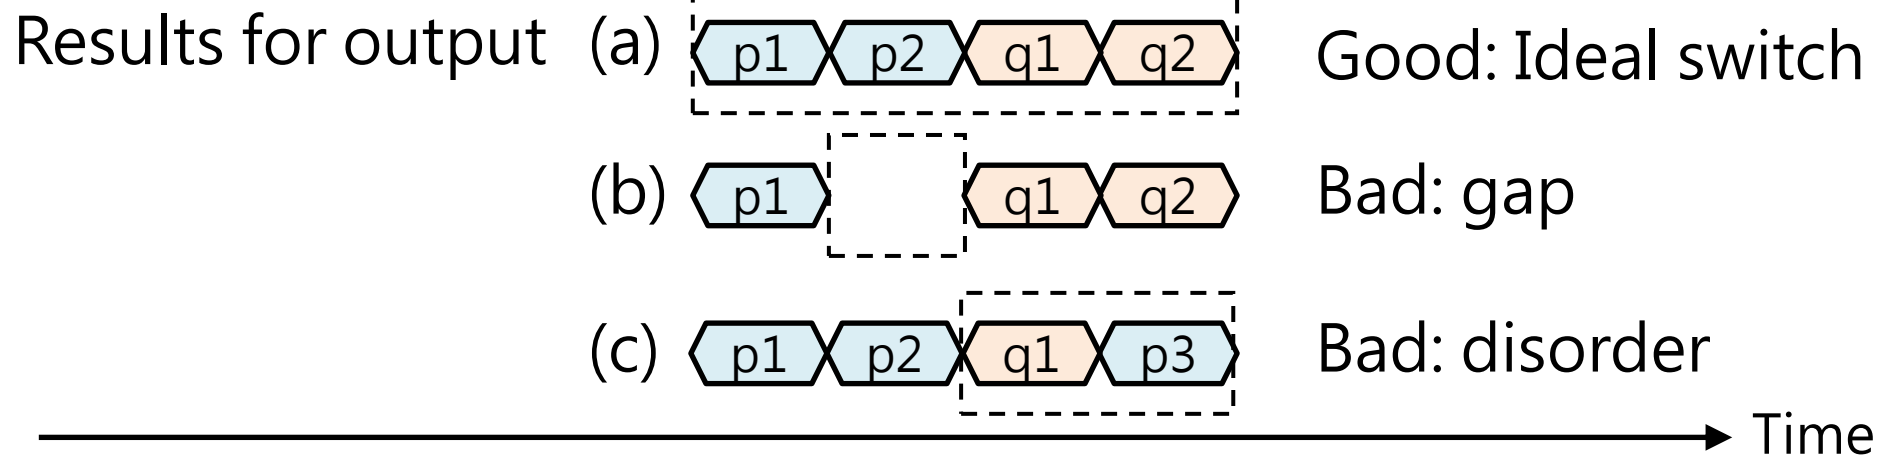 Results for output (a) p1 p2 q1 q2 Good: Ideal switch
(b) p1 q1 q2 Bad: gap
(c) p1 p2 q1 p3 Bad: disorder
Time